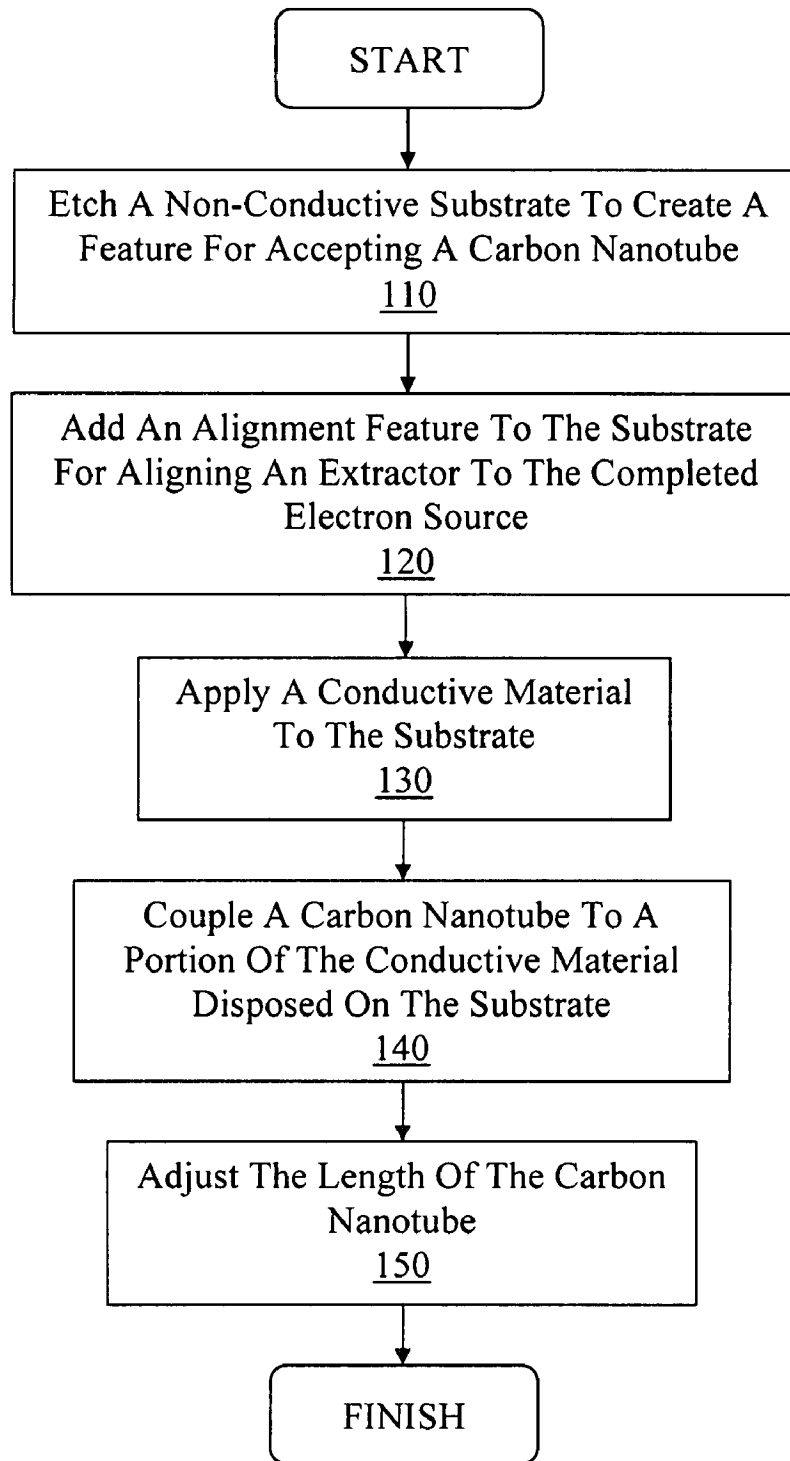 START
Etch A Non-Conductive Substrate To Create A
Feature For Accepting A Carbon Nanotube
110
Add An Alignment Feature To The Substrate
For Aligning An Extractor To The Completed
Electron Source
120
Apply A Conductive Material
To The Substrate
130
Couple A Carbon Nanotube To A
Portion Of The Conductive Material
Disposed On The Substrate
140
Adjust The Length Of The Carbon
Nanotube
150
FINISH